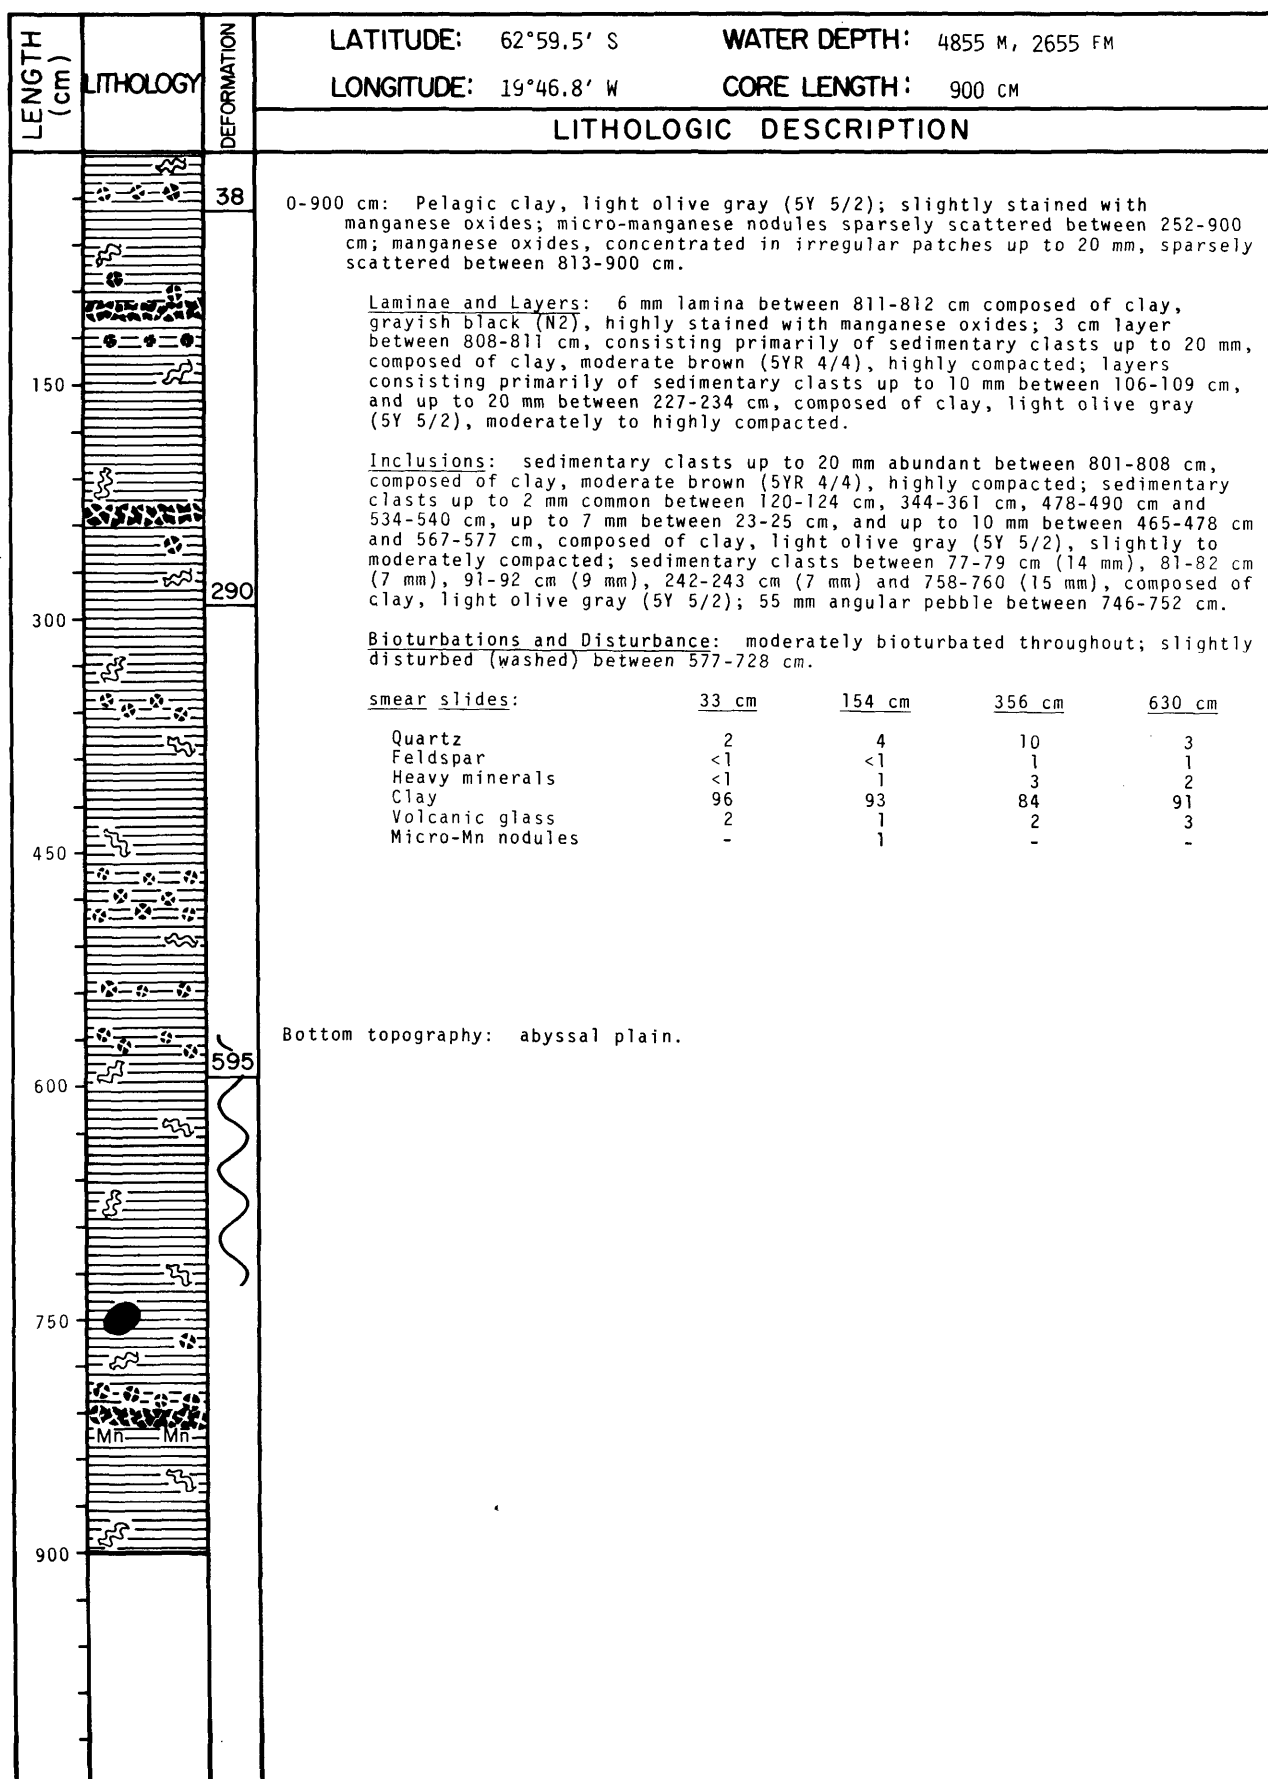 LENGTH (cm)
LITHOLOGY
DEFORMATION
LATITUDE: 62°59.5' S WATER DEPTH: 4855 M, 2655 FM
LONGITUDE: 19°46.8' W CORE LENGTH: 900 CM
LITHOLOGIC DESCRIPTION
38
0-900 cm: Pelagic clay, light olive gray (5Y 5/2); slightly stained with
manganese oxides; micro-manganese nodules sparsely scattered between 252-900
cm; manganese oxides, concentrated in irregular patches up to 20 mm, sparsely
scattered between 813-900 cm.
Laminae and Layers: 6 mm lamina between 811-812 cm composed of clay,
grayish black (N2), highly stained with manganese oxides; 3 cm layer
between 808-811 cm, consisting primarily of sedimentary clasts up to 20 mm,
composed of clay, moderate brown (5YR 4/4), highly compacted; layers
consisting primarily of sedimentary clasts up to 10 mm between 106-109 cm,
and up to 20 mm between 227-234 cm, composed of clay, light olive gray
(5Y 5/2), moderately to highly compacted.
150
Inclusions: sedimentary clasts up to 20 mm abundant between 801-808 cm,
composed of clay, moderate brown (5YR 4/4), highly compacted; sedimentary
clasts up to 2 mm common between 120-124 cm, 344-361 cm, 478-490 cm and
534-540 cm, up to 7 mm between 23-25 cm, and up to 10 mm between 465-478 cm
and 567-577 cm, composed of clay, light olive gray (5Y 5/2), slightly to
moderately compacted; sedimentary clasts between 77-79 cm (14 mm), 81-82 cm
(7 mm), 91-92 cm (9 mm), 242-243 cm (7 mm) and 758-760 (15 mm), composed of
clay, light olive gray (5Y 5/2); 55 mm angular pebble between 746-752 cm.
290
300
Bioturbations and Disturbance: moderately bioturbated throughout; slightly
disturbed (washed) between 577-728 cm.
smear slides: 33 cm 154 cm 356 cm 630 cm
Quartz 2 4 10 3
Feldspar <1 <1 1 1
Heavy minerals <1 1 3 2
Clay 96 93 84 91
Volcanic glass 2 1 2 3
Micro-Mn nodules - 1 - -
450
Bottom topography: abyssal plain.
595
600
750
Mn Mn
900